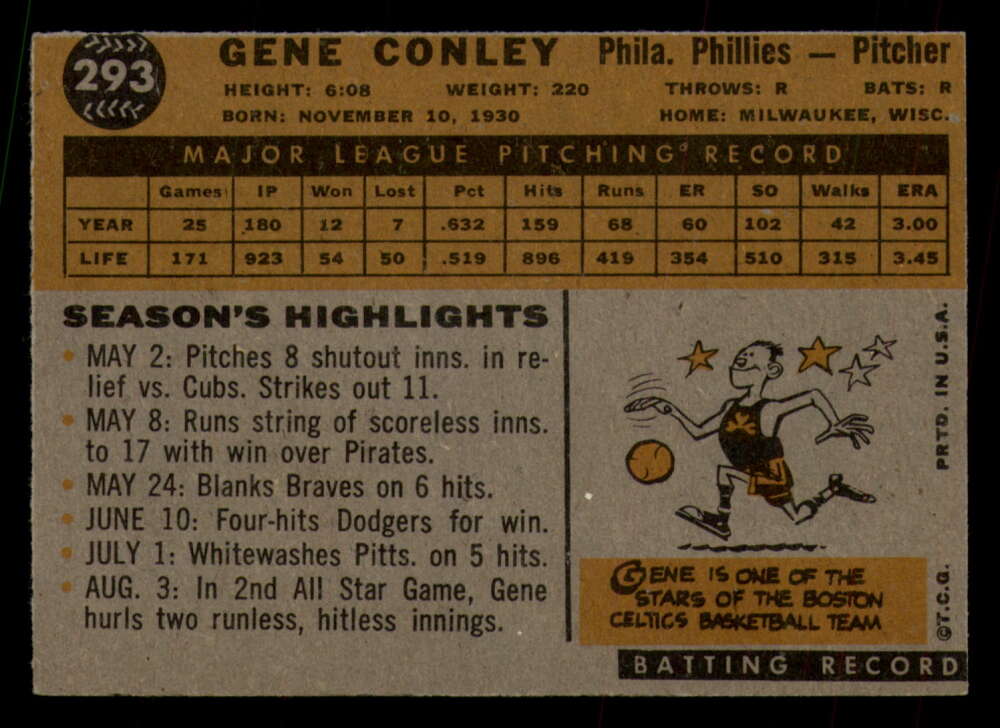 293
GENE CONLEY Phila. Phillies — Pitcher
HEIGHT: 6:08 WEIGHT: 220 THROWS: R BATS: R
BORN: NOVEMBER 10, 1930 HOME: MILWAUKEE, WISC.
MAJOR LEAGUE PITCHING RECORD
Games IP Won Lost Pct Hits Runs ER SO Walks ERA
YEAR 25 180 12 7 .632 159 68 60 102 42 3.00
LIFE 171 923 54 50 .519 896 419 354 510 315 3.45
SEASON'S HIGHLIGHTS
• MAY 2: Pitches 8 shutout inns. in re-
lief vs. Cubs. Strikes out 11.
• MAY 8: Runs string of scoreless inns.
to 17 with win over Pirates.
• MAY 24: Blanks Braves on 6 hits.
• JUNE 10: Four-hits Dodgers for win.
• JULY 1: Whitewashes Pitts. on 5 hits.
• AUG. 3: In 2nd All Star Game, Gene
hurls two runless, hitless innings.
GENE IS ONE OF THE
STARS OF THE BOSTON
CELTICS BASKETBALL TEAM
©T.C.G. PRTD. IN U.S.A.
BATTING RECORD